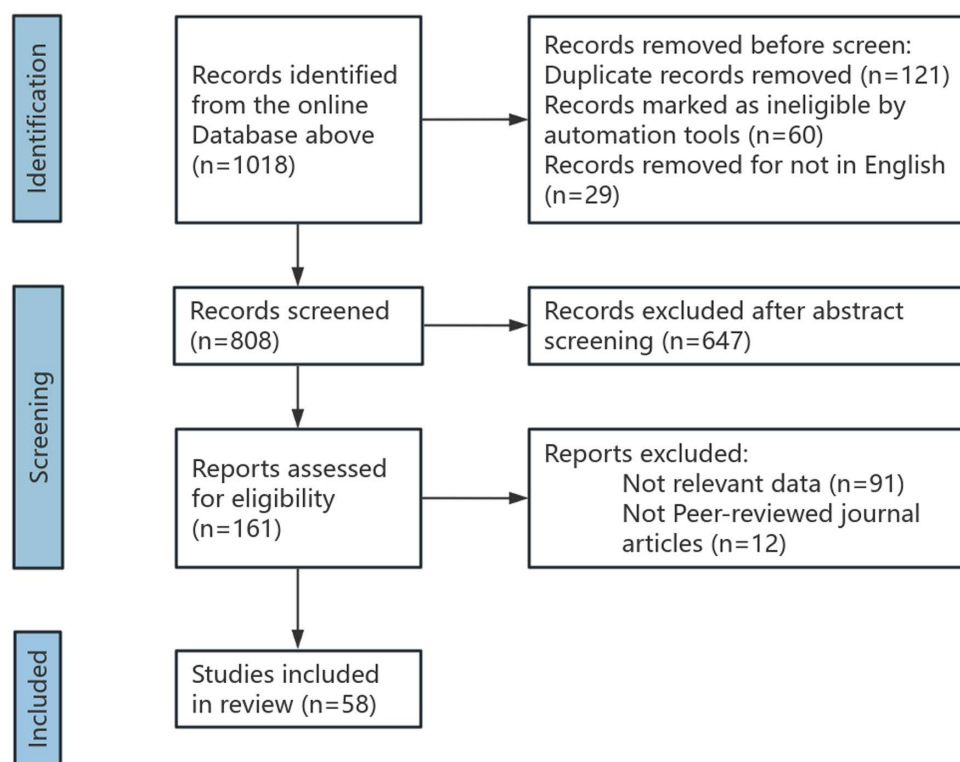 Identification
Records identified
from the online
Database above
(n=1018)
Records removed before screen:
Duplicate records removed (n=121)
Records marked as ineligible by
automation tools (n=60)
Records removed for not in English
(n=29)
Screening
Records screened
(n=808)
Records excluded after abstract
screening (n=647)
Reports assessed
for eligibility
(n=161)
Reports excluded:
Not relevant data (n=91)
Not Peer-reviewed journal
articles (n=12)
Included
Studies included
in review (n=58)